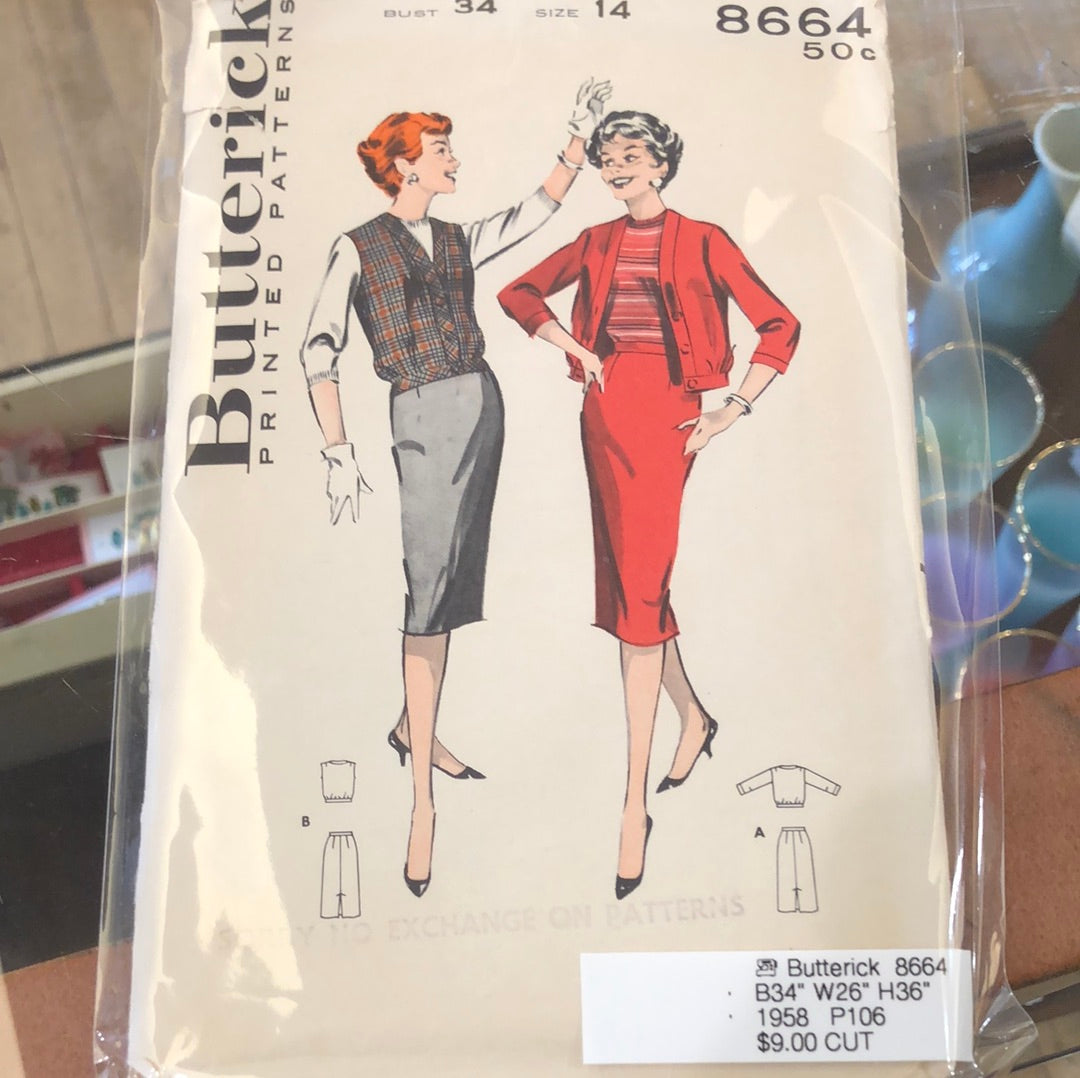 Butterick
PRINTED PATTERNS
BUST 34 SIZE 14
8664
50c
B
A
SORRY NO EXCHANGE ON PATTERNS
Butterick 8664
B34" W26" H36"
1958 P106
$9.00 CUT